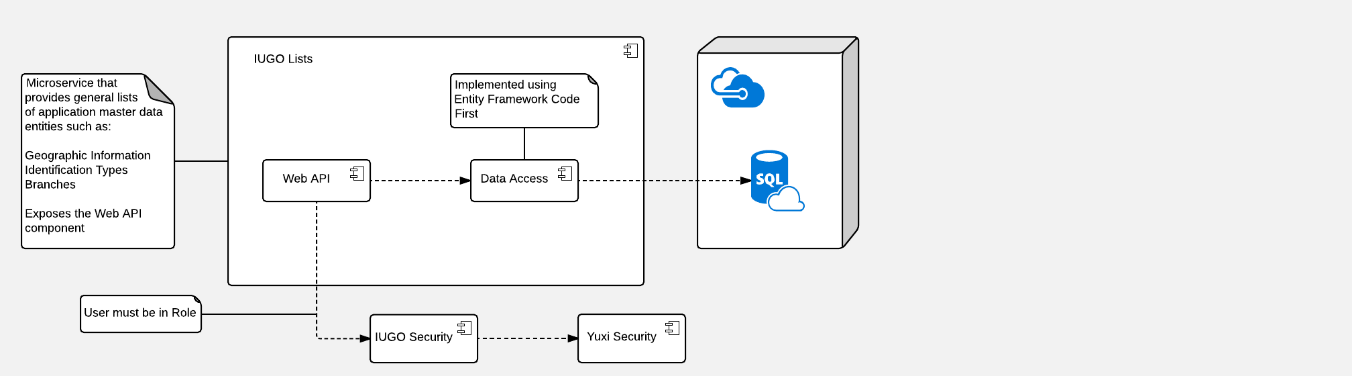 IUGO Lists
Microservice that
provides general lists
of application master data
entities such as:
Geographic Information
Identification Types
Branches
Exposes the Web API
component
Implemented using
Entity Framework Code
First
Web API
Data Access
SQL
User must be in Role
IUGO Security
Yuxi Security